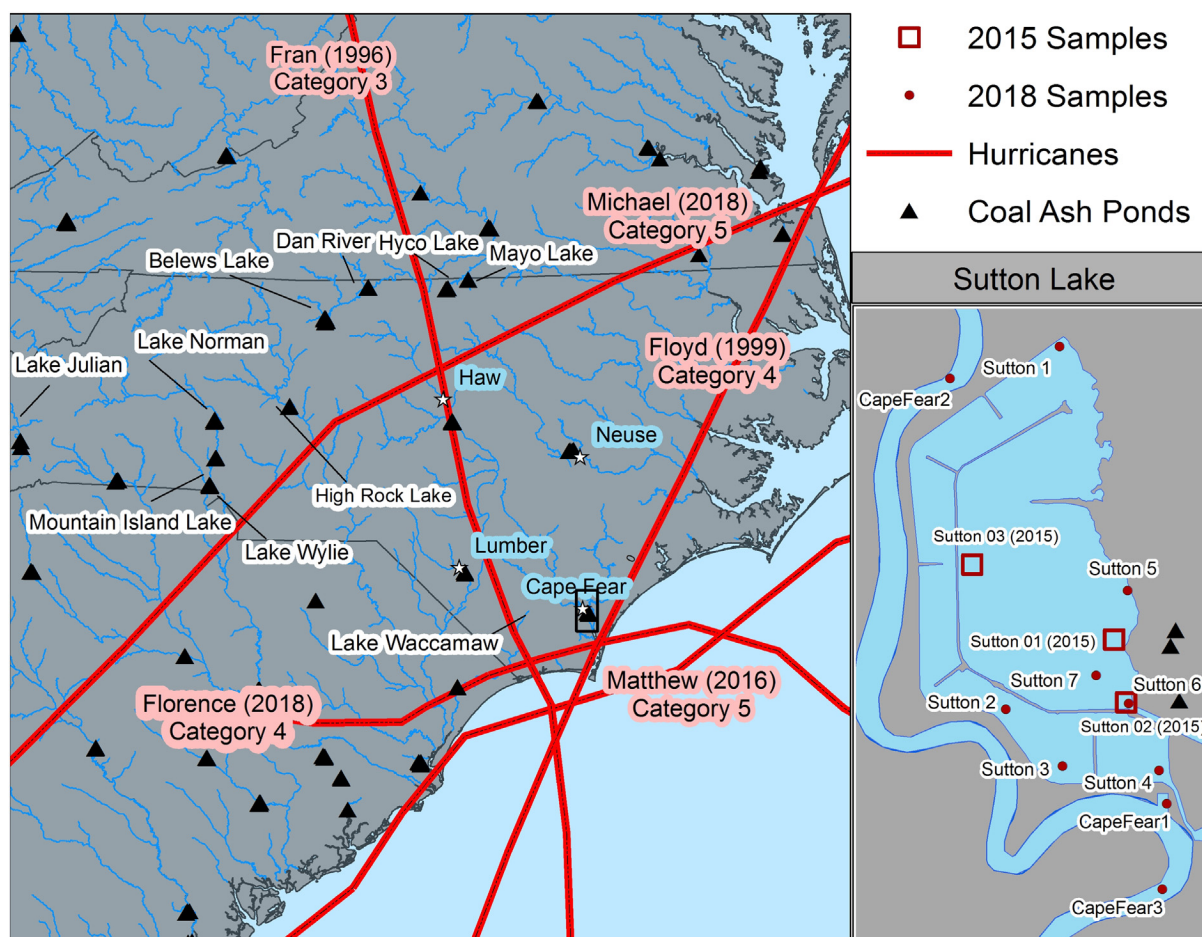 Fran (1996)
Category 3
Michael (2018)
Category 5
Dan River
Hyco Lake
Mayo Lake
Belews Lake
Lake Norman
Lake Julian
Floyd (1999)
Category 4
Haw
Neuse
High Rock Lake
Mountain Island Lake
Lake Wylie
Lumber
Cape Fear
Lake Waccamaw
Florence (2018)
Category 4
Matthew (2016)
Category 5
2015 Samples
2018 Samples
Hurricanes
Coal Ash Ponds
Sutton Lake
Sutton 1
CapeFear2
Sutton 03 (2015)
Sutton 5
Sutton 01 (2015)
Sutton 7
Sutton 6
Sutton 2
Sutton 02 (2015)
Sutton 3
Sutton 4
CapeFear1
CapeFear3